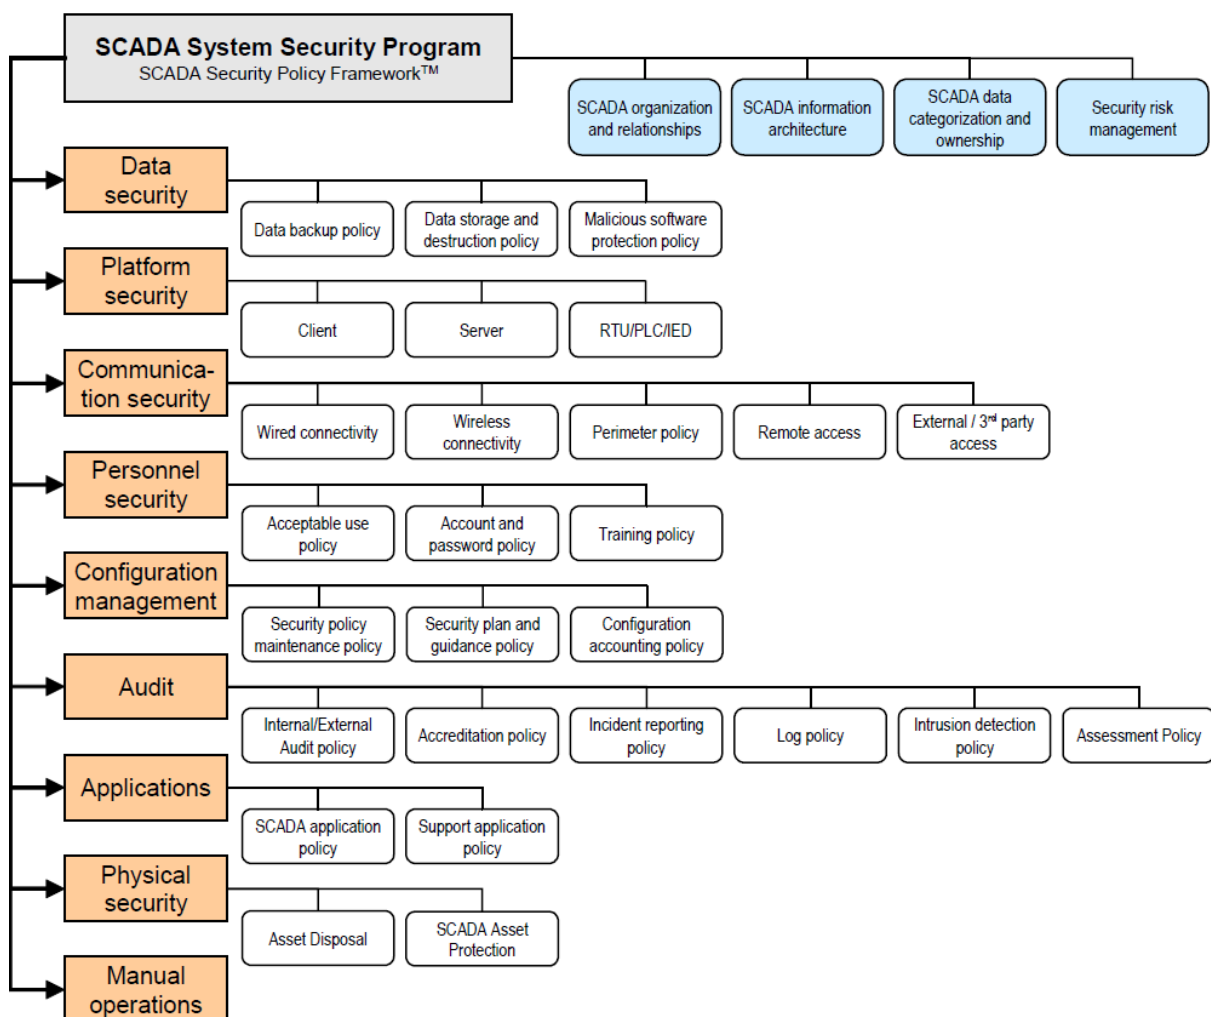 SCADA System Security Program
SCADA Security Policy Framework™
SCADA organization
and relationships
SCADA information
architecture
SCADA data
categorization and
ownership
Security risk
management
Data
security
Data backup policy
Data storage and
destruction policy
Malicious software
protection policy
Platform
security
Client
Server
RTU/PLC/IED
Communica-
tion security
Wired connectivity
Wireless
connectivity
Perimeter policy
Remote access
External / 3rd party
access
Personnel
security
Acceptable use
policy
Account and
password policy
Training policy
Configuration
management
Security policy
maintenance policy
Security plan and
guidance policy
Configuration
accounting policy
Audit
Internal/External
Audit policy
Accreditation policy
Incident reporting
policy
Log policy
Intrusion detection
policy
Assessment Policy
Applications
SCADA application
policy
Support application
policy
Physical
security
Asset Disposal
SCADA Asset
Protection
Manual
operations